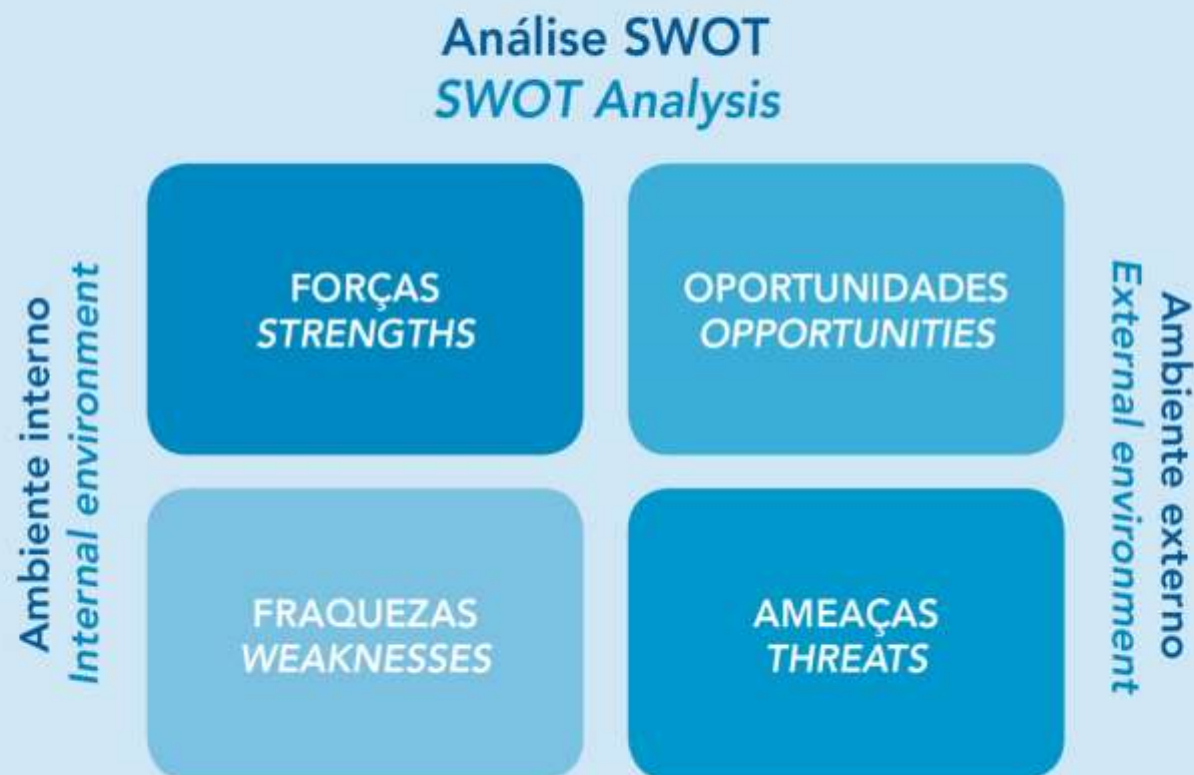 Análise SWOT
SWOT Analysis
Ambiente interno
Internal environment
FORÇAS
STRENGTHS
OPORTUNIDADES
OPPORTUNITIES
FRAQUEZAS
WEAKNESSES
AMEAÇAS
THREATS
Ambiente externo
External environment